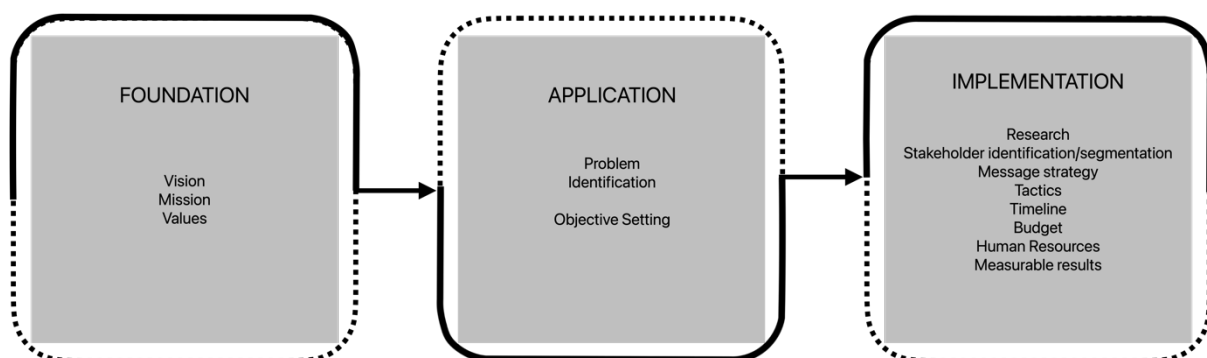 FOUNDATION
Vision
Mission
Values
APPLICATION
Problem
Identification
Objective Setting
IMPLEMENTATION
Research
Stakeholder identification/segmentation
Message strategy
Tactics
Timeline
Budget
Human Resources
Measurable results